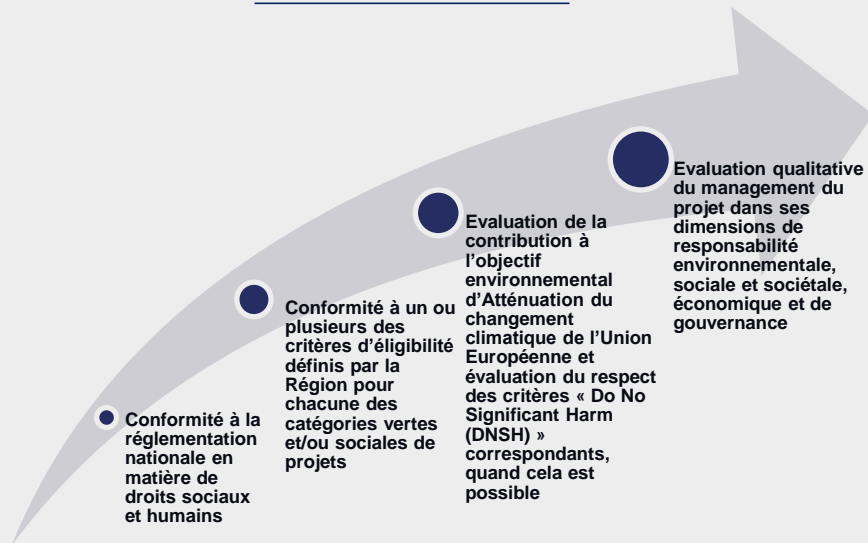 Conformité à la
réglementation
nationale en
matière de
droits sociaux
et humains
Conformité à un ou
plusieurs des
critères d'éligibilité
définis par la
Région pour
chacune des
catégories vertes
et/ou sociales de
projets
Evaluation de la
contribution à
l'objectif
environnemental
d'Atténuation du
changement
climatique de l'Union
Européenne et
évaluation du respect
des critères « Do No
Significant Harm
(DNSH) »
correspondants,
quand cela est
possible
Evaluation qualitative
du management du
projet dans ses
dimensions de
responsabilité
environnementale,
sociale et sociétale,
économique et de
gouvernance